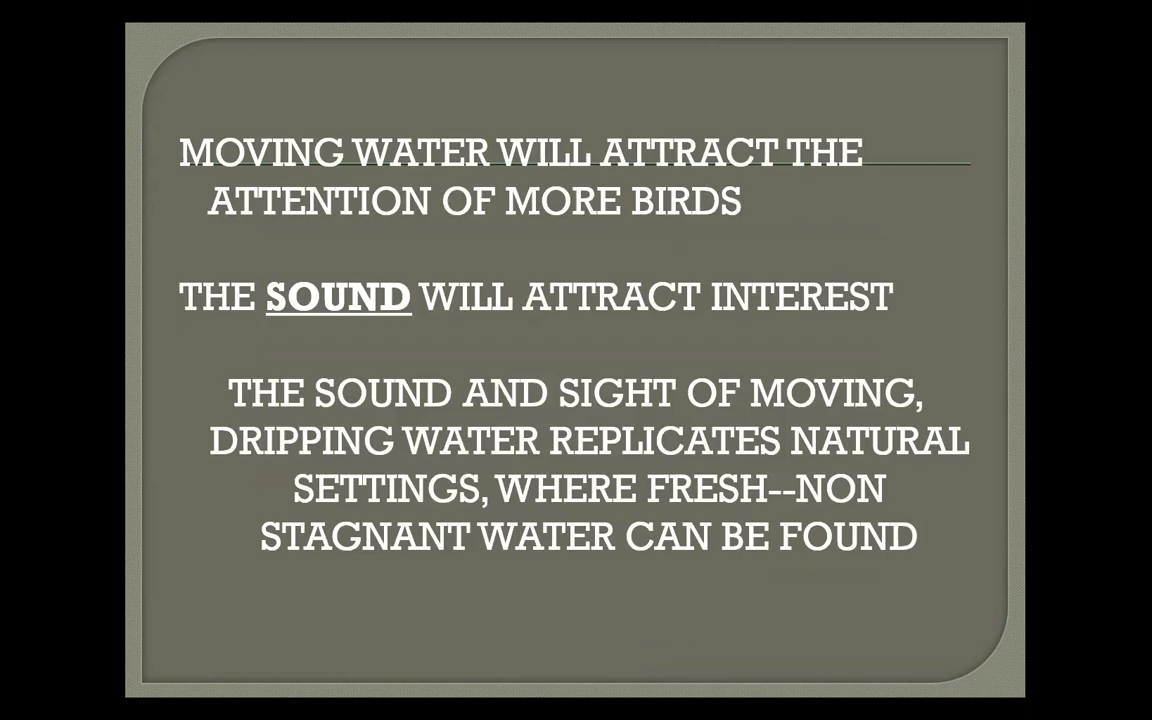 MOVING WATER WILL ATTRACT THE
ATTENTION OF MORE BIRDS
THE SOUND WILL ATTRACT INTEREST
THE SOUND AND SIGHT OF MOVING,
DRIPPING WATER REPLICATES NATURAL
SETTINGS, WHERE FRESH--NON
STAGNANT WATER CAN BE FOUND